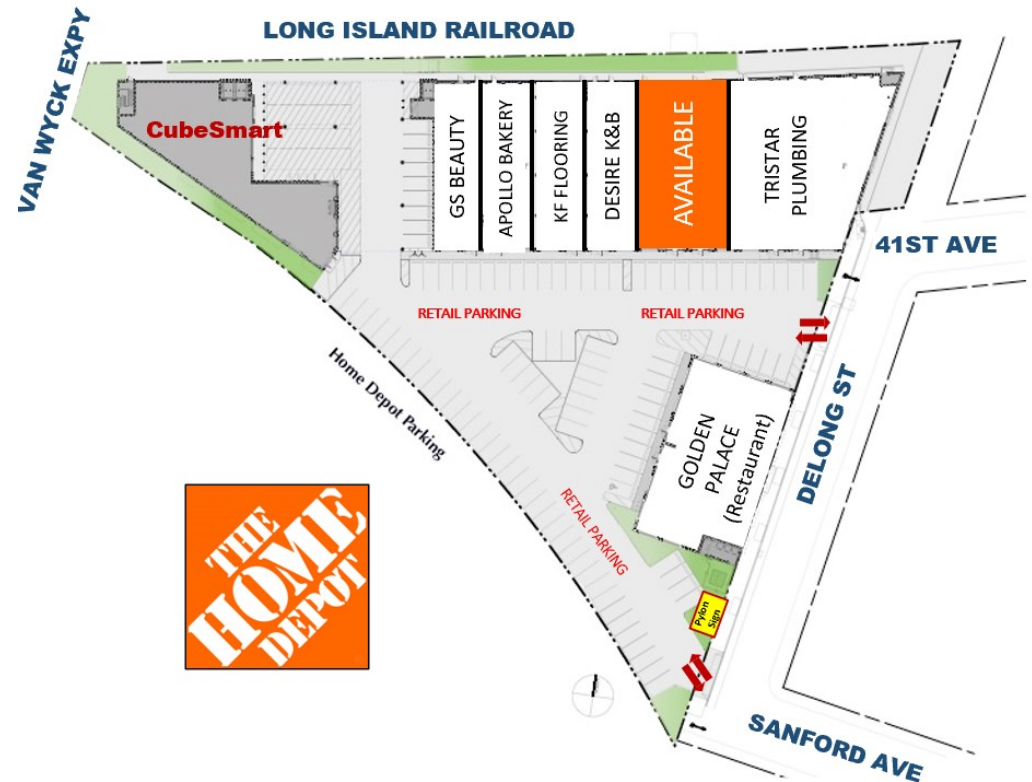 LONG ISLAND RAILROAD
VAN WYCK EXPY
CubeSmart
GS BEAUTY
APOLLO BAKERY
KF FLOORING
DESIRE K&B
AVAILABLE
TRISTAR
PLUMBING
41ST AVE
RETAIL PARKING
RETAIL PARKING
Home Depot Parking
GOLDEN
PALACE
(Restaurant)
DELONG ST
RETAIL PARKING
THE
HOME
DEPOT
Pylon
Sign
SANFORD AVE